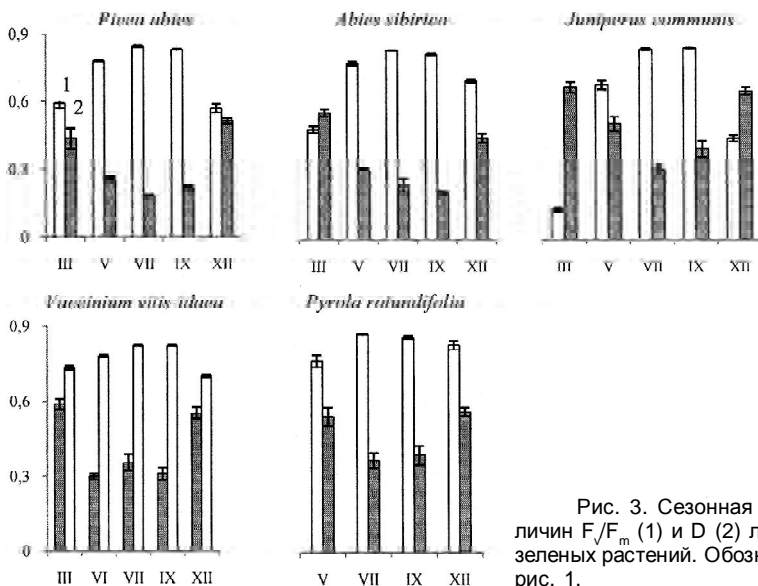 Picea abies
Abies sibirica
Juniperus communis
0,9
0,6
0,3
0
1
2
III V VII IX XII
III V VII IX XII
III V VII IX XII
Vaccinium vitis-idaea
Pyrola rotundifolia
0,9
0,6
0,3
0
III VI VII IX XII
V VII IX XII
Рис. 3. Сезонная
личин Fv/Fm (1) и D (2) л
зеленых растений. Обозн
рис. 1.